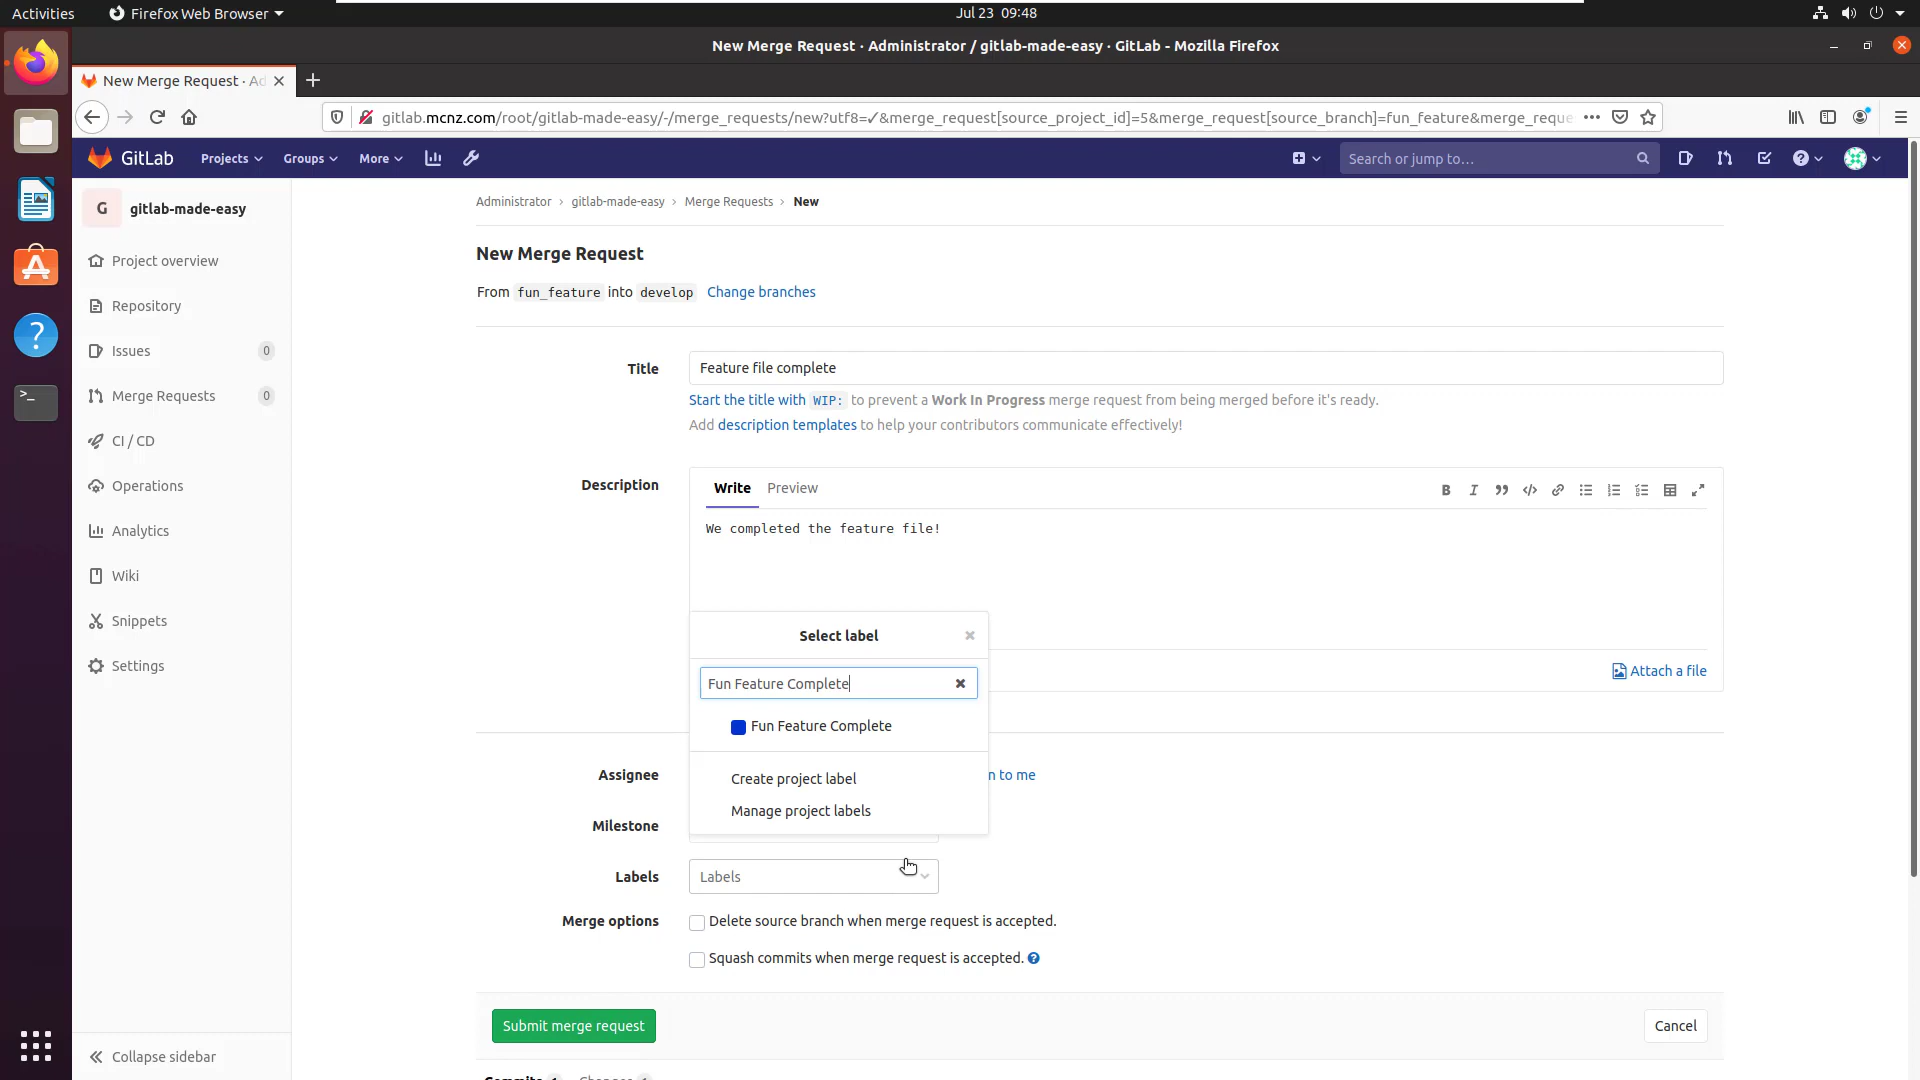 Activities
Firefox Web Browser
Jul 23 09:48
New Merge Request · Administrator / gitlab-made-easy · GitLab - Mozilla Firefox
New Merge Request · Ad
gitlab.mcnz.com/root/gitlab-made-easy/-/merge_requests/new?utf8=✓&merge_request[source_project_id]=5&merge_request[source_branch]=fun_feature&merge_reque
GitLab
Projects
Groups
More
Search or jump to...
G
gitlab-made-easy
Project overview
Repository
Issues
0
Merge Requests
0
CI / CD
Operations
Analytics
Wiki
Snippets
Settings
Collapse sidebar
Administrator › gitlab-made-easy › Merge Requests › New
New Merge Request
From fun_feature into develop Change branches
Title
Feature file complete
Start the title with WIP: to prevent a Work In Progress merge request from being merged before it's ready.
Add description templates to help your contributors communicate effectively!
Description
Write Preview
We completed the feature file!
Attach a file
Select label
Fun Feature Complete
Fun Feature Complete
Create project label
Manage project labels
Assignee
n to me
Milestone
Labels
Labels
Merge options
Delete source branch when merge request is accepted.
Squash commits when merge request is accepted.
Submit merge request
Cancel